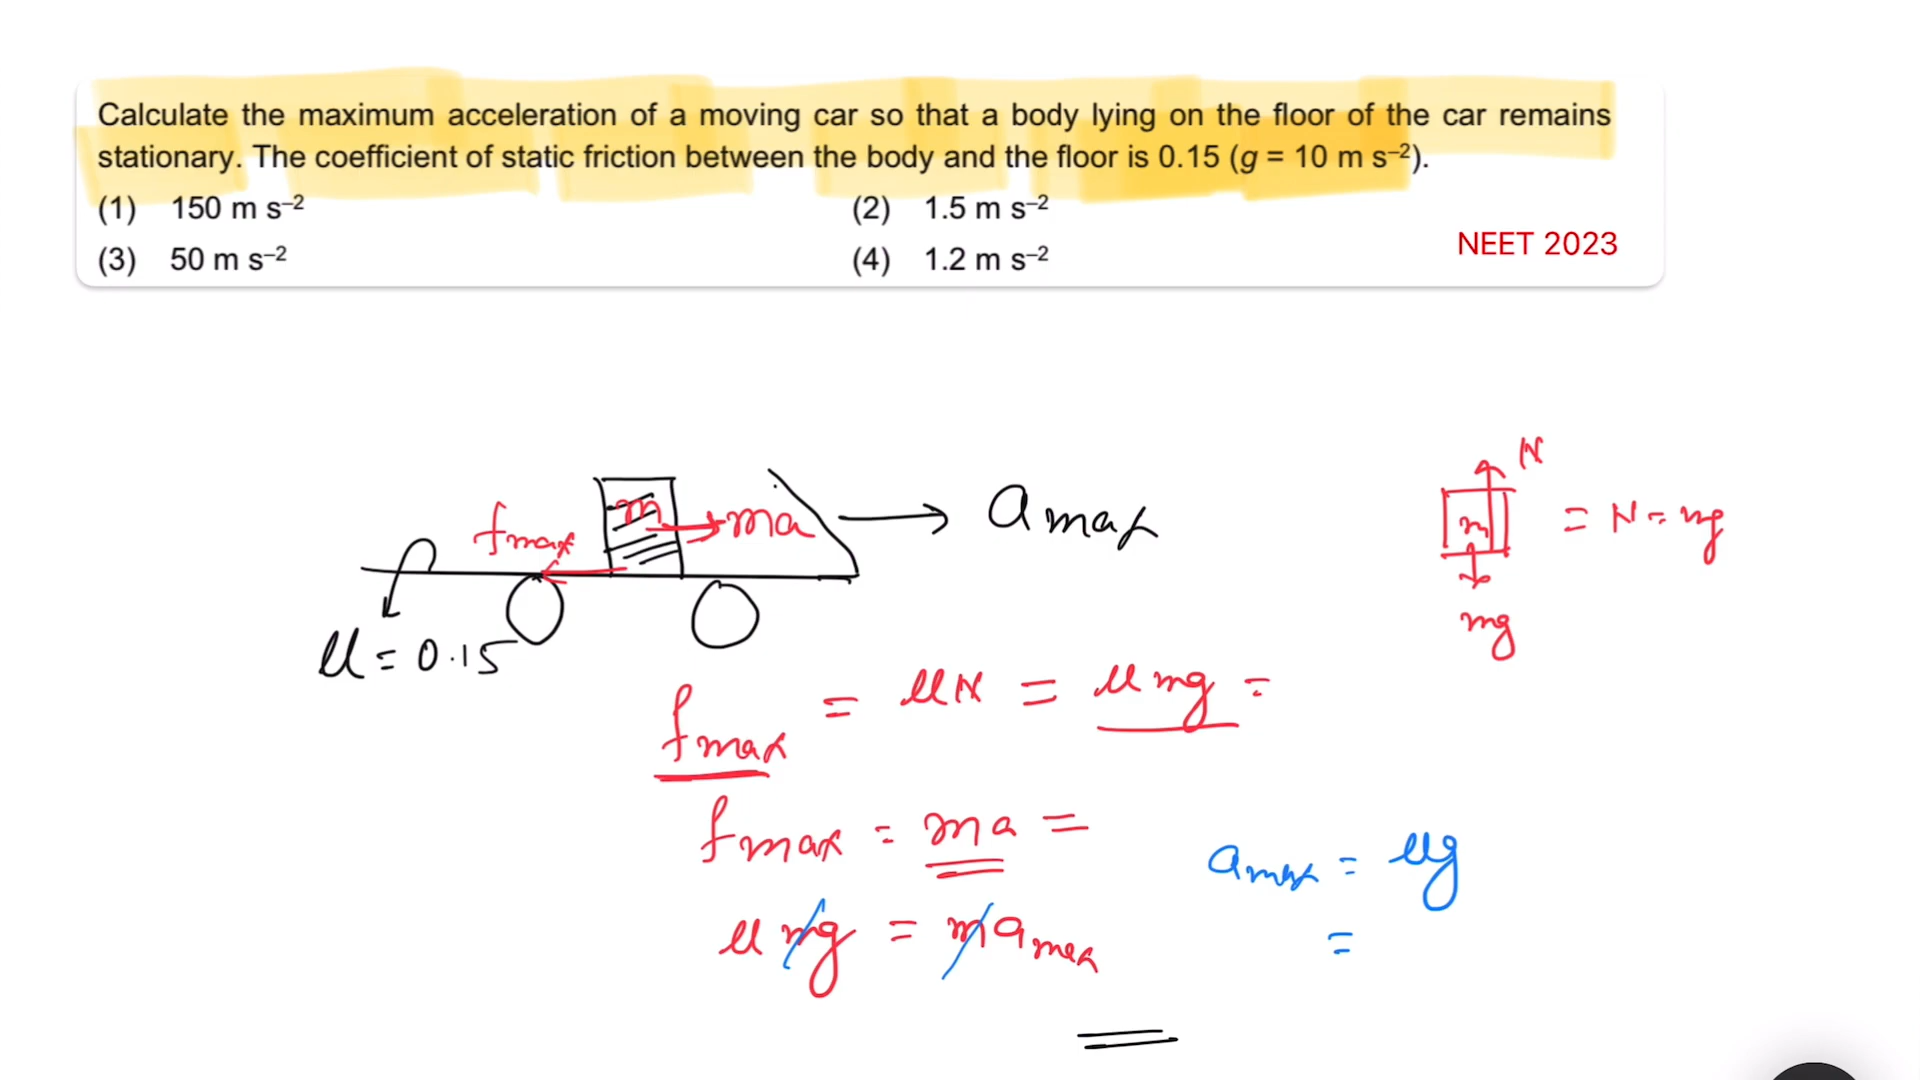 Calculate the maximum acceleration of a moving car so that a body lying on the floor of the car remains
stationary. The coefficient of static friction between the body and the floor is 0.15 (g = 10 m s⁻²).
(1) 150 m s⁻² (2) 1.5 m s⁻²
(3) 50 m s⁻² (4) 1.2 m s⁻²
NEET 2023
N
fmax m ma amax
m = N = mg
mg
μ = 0.15
fmax = μN = μmg =
fmax = ma =
amax = μg
μmg = mamax
=